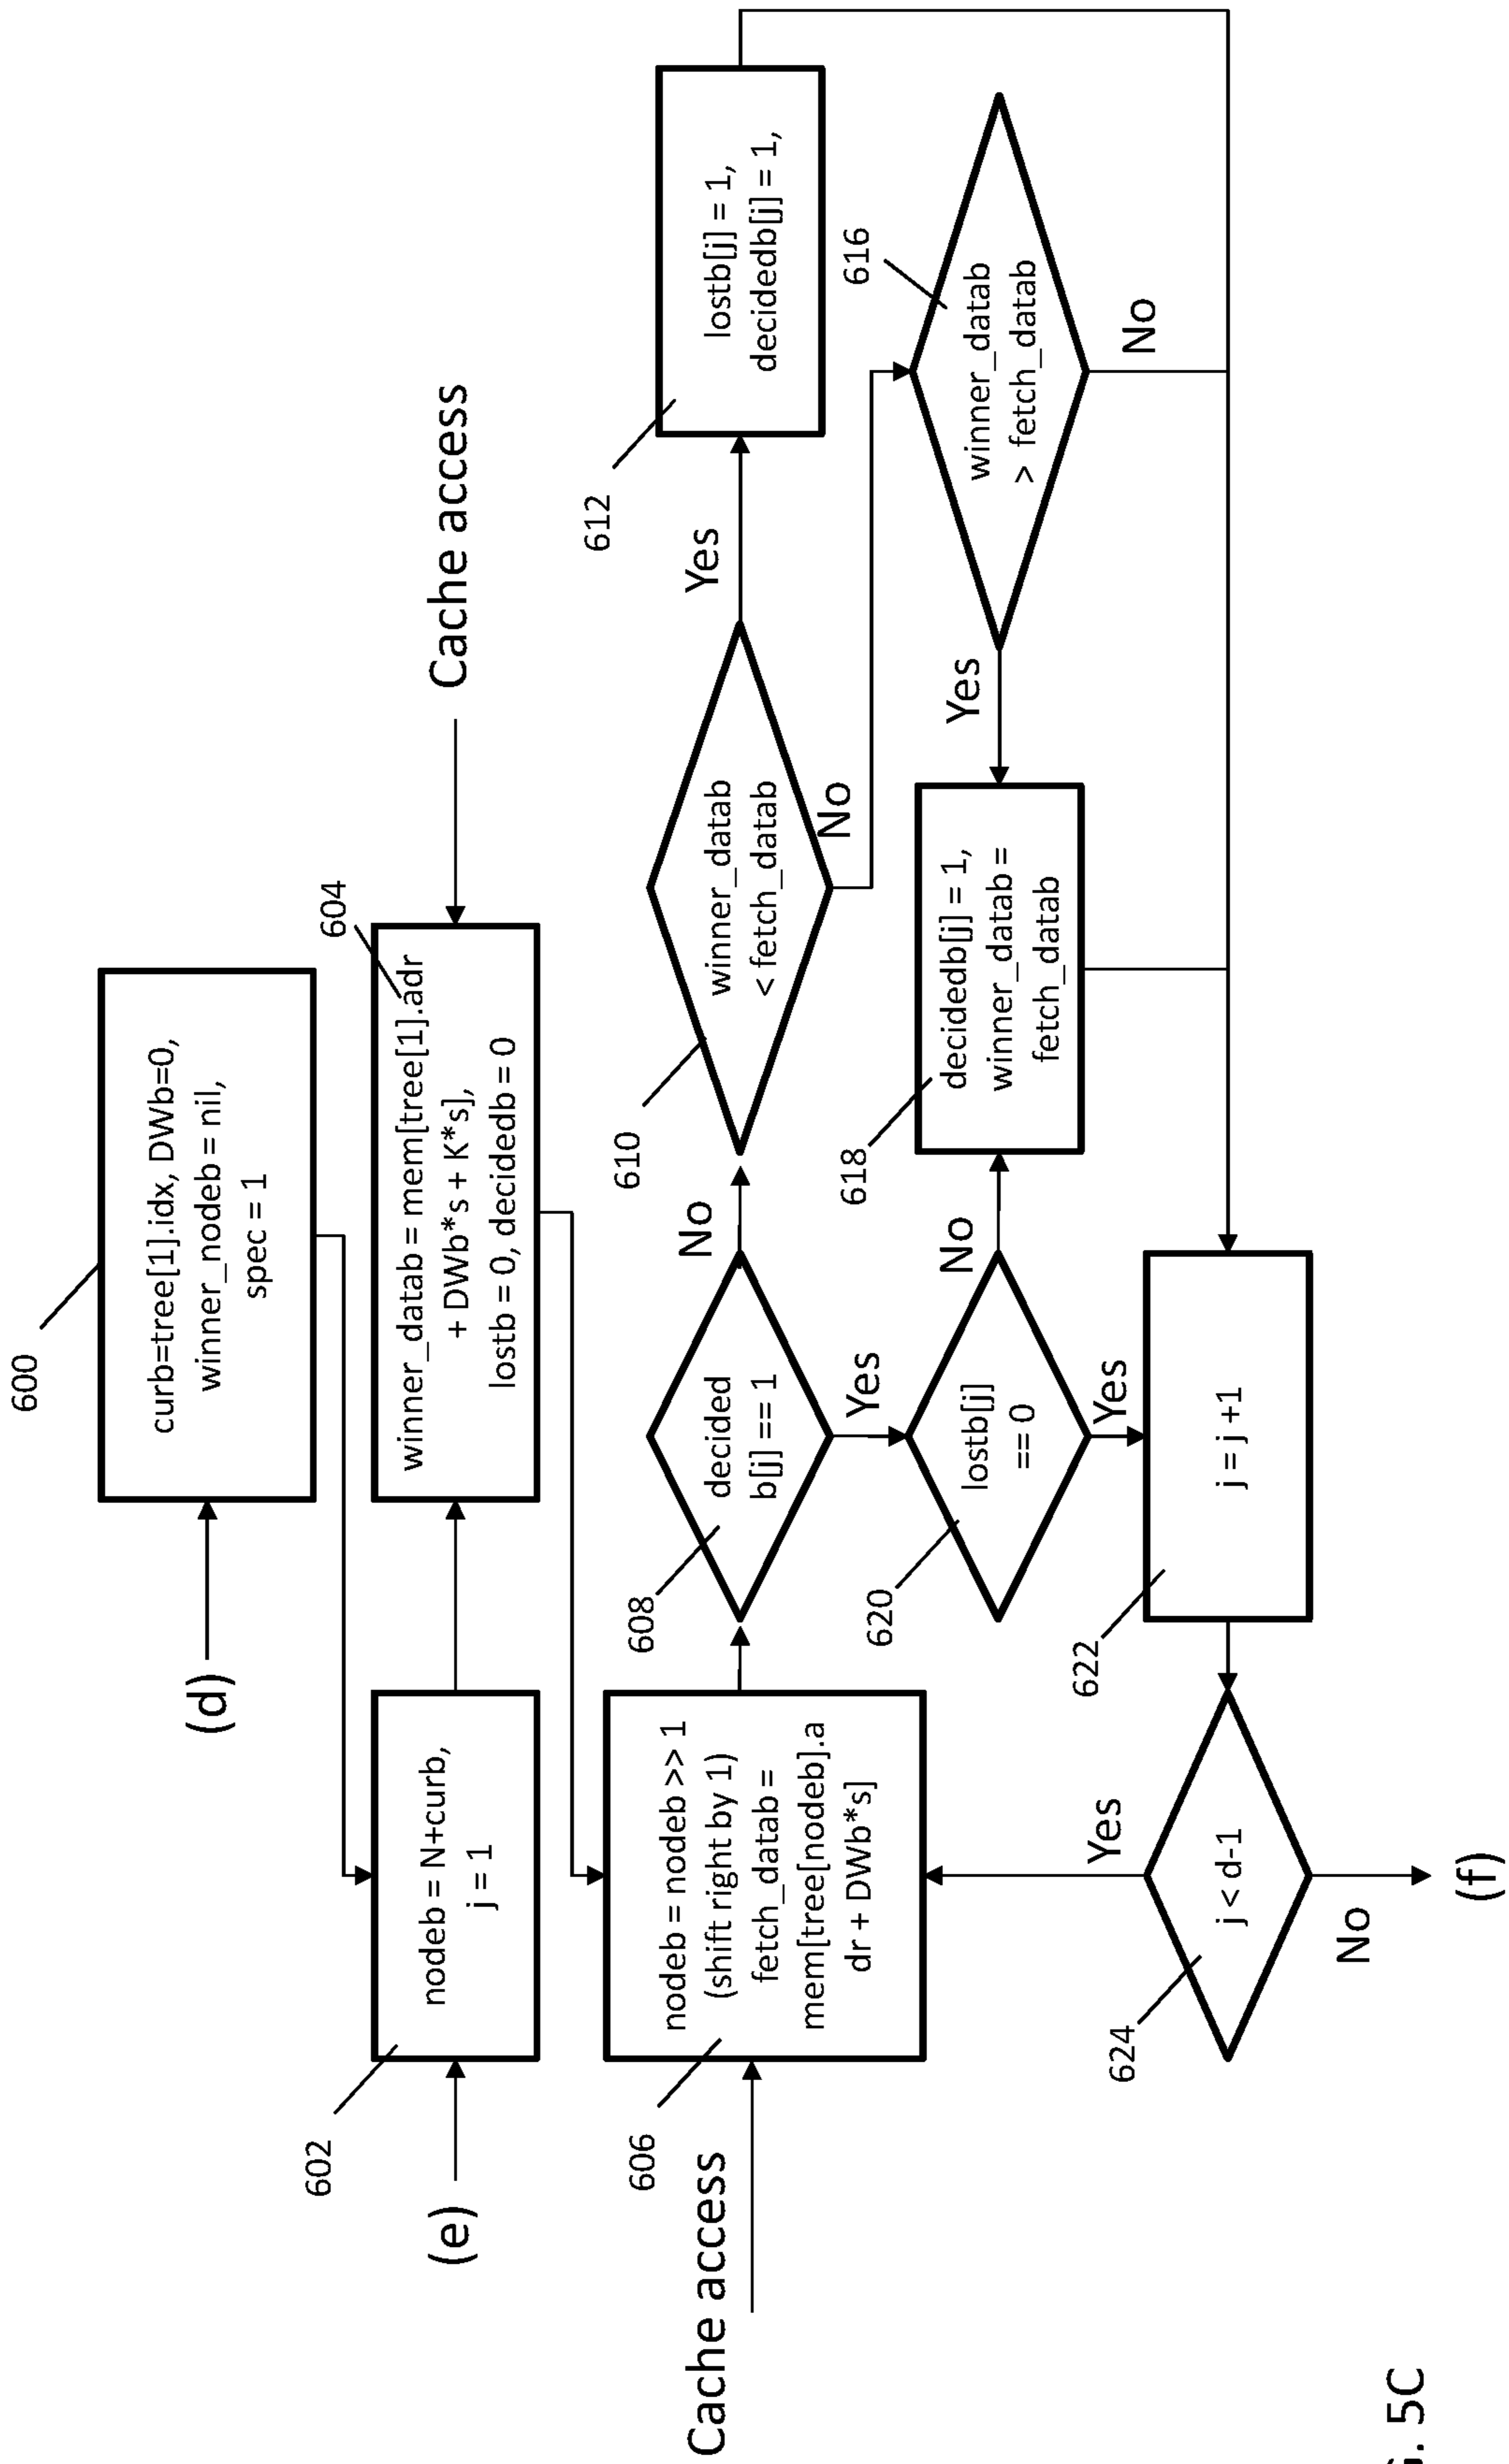 600
(d)
curb=tree[1].idx, DWb=0,
winner_nodeb = nil,
spec = 1
602
(e)
nodeb = N+curb,
j = 1
604
winner_datab = mem[tree[1].adr
+ DWb*s + K*s],
lostb = 0, decidedb = 0
Cache access
606
Cache access
nodeb = nodeb >> 1
(shift right by 1)
fetch_datab =
mem[tree[nodeb].a
dr + DWb*s]
608
decided
b[j] == 1
No
Yes
610
winner_datab
< fetch_datab
Yes
No
612
lostb[j] = 1,
decidedb[j] = 1,
620
lostb[j]
== 0
No
Yes
618
decidedb[j] = 1,
winner_datab =
fetch_datab
Yes
616
winner_datab
> fetch_datab
No
624
j < d-1
Yes
No
(f)
622
j = j +1
. 5C